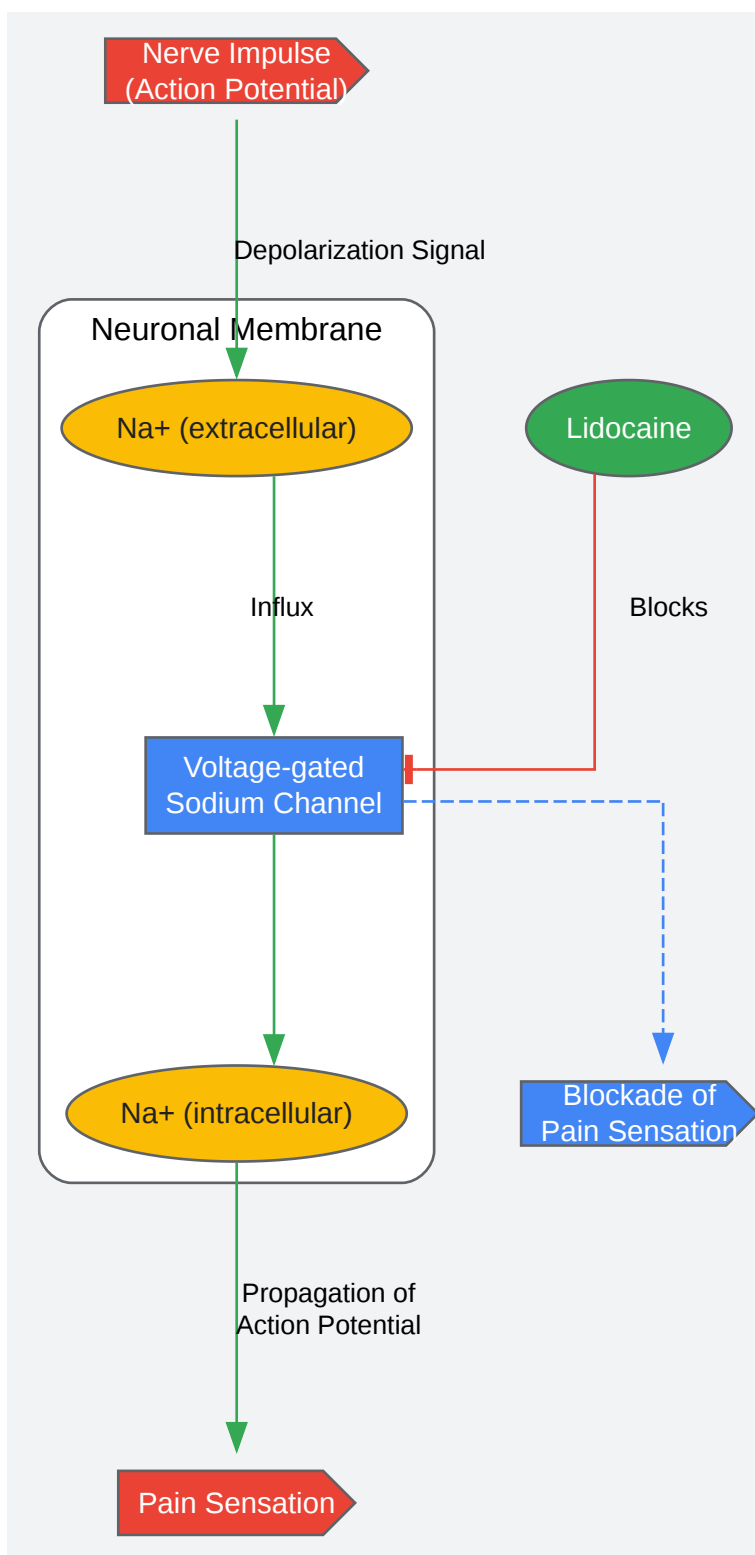 Nerve Impulse
(Action Potential)
Depolarization Signal
Neuronal Membrane
Na+ (extracellular)
Lidocaine
Influx
Blocks
Voltage-gated
Sodium Channel
Na+ (intracellular)
Blockade of
Pain Sensation
Propagation of
Action Potential
Pain Sensation